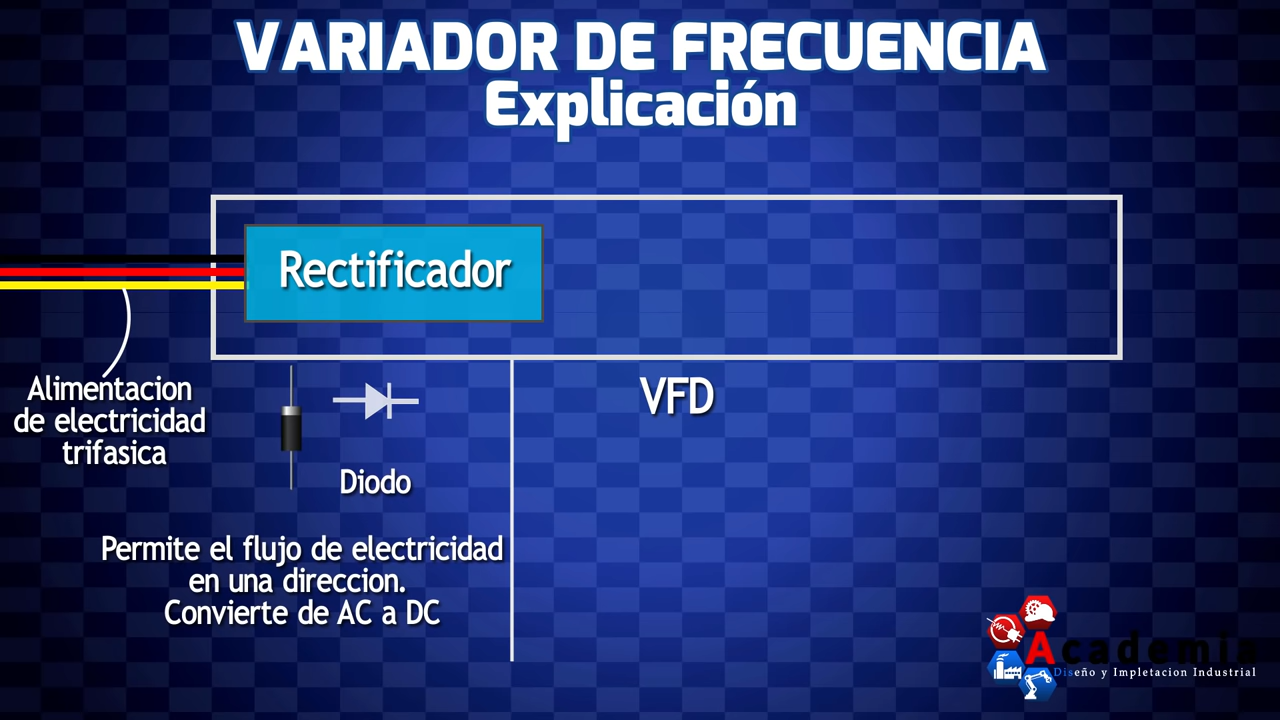 VARIADOR DE FRECUENCIA
Explicación
Rectificador
Alimentacion
de electricidad
trifasica
VFD
Diodo
Permite el flujo de electricidad
en una direccion.
Convierte de AC a DC
Academia
Diseño y Impletacion Industrial